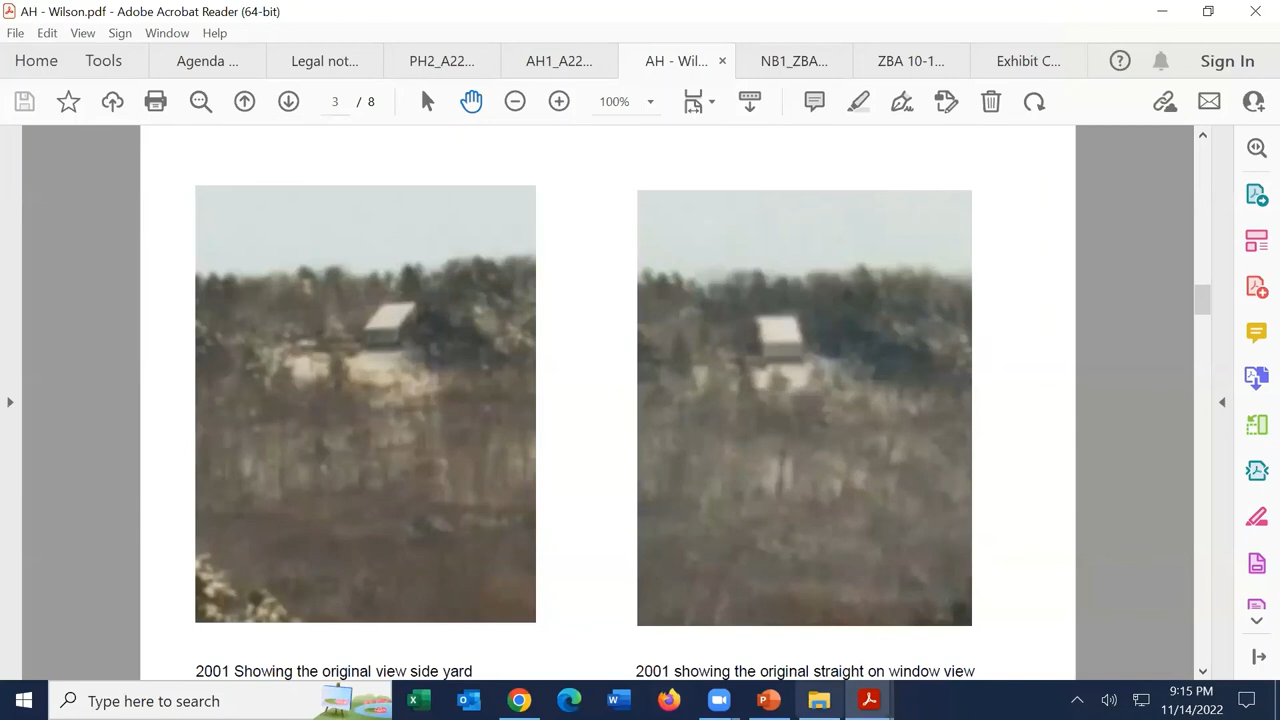 AH - Wilson.pdf - Adobe Acrobat Reader (64-bit)
File Edit View Sign Window Help
Home Tools Agenda ... Legal not... PH2_A22... AH1_A22... AH - Wil... × NB1_ZBA... ZBA 10-1... Exhibit C... Sign In
3 / 8 100%
2001 Showing the original view side yard
2001 showing the original straight on window view
Type here to search
9:15 PM
11/14/2022